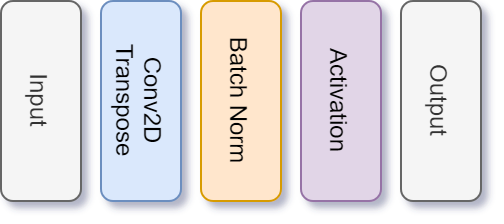 Input
Conv2D
Transpose
Batch Norm
Activation
Output